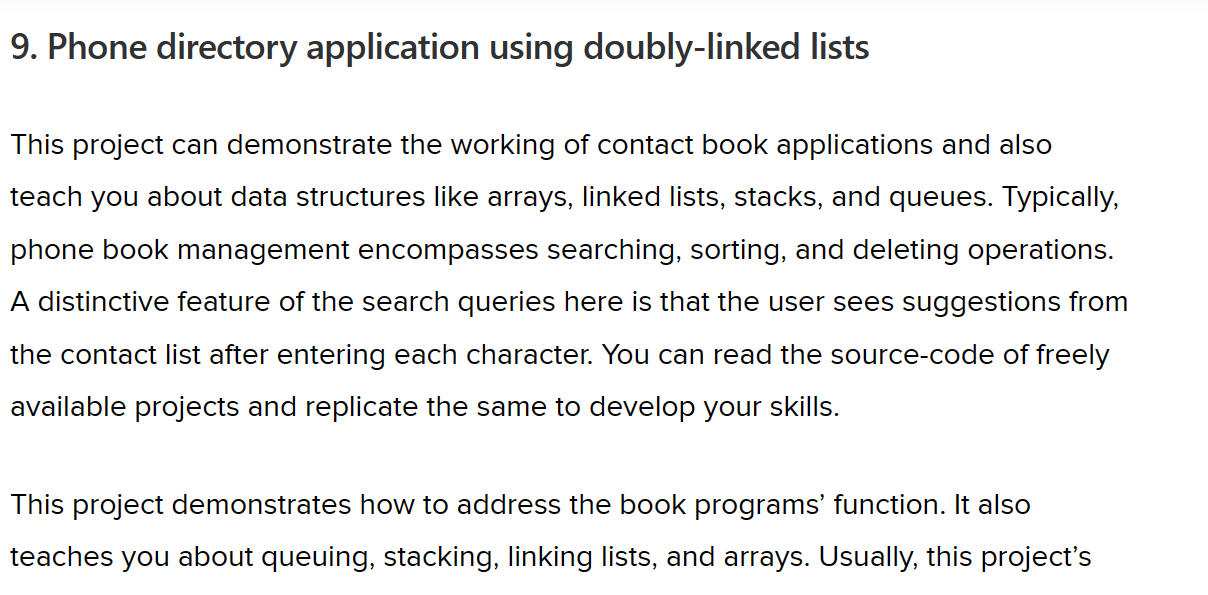 9. Phone directory application using doubly-linked lists
This project can demonstrate the working of contact book applications and also
teach you about data structures like arrays, linked lists, stacks, and queues. Typically,
phone book management encompasses searching, sorting, and deleting operations.
A distinctive feature of the search queries here is that the user sees suggestions from
the contact list after entering each character. You can read the source-code of freely
available projects and replicate the same to develop your skills.
This project demonstrates how to address the book programs’ function. It also
teaches you about queuing, stacking, linking lists, and arrays. Usually, this project’s